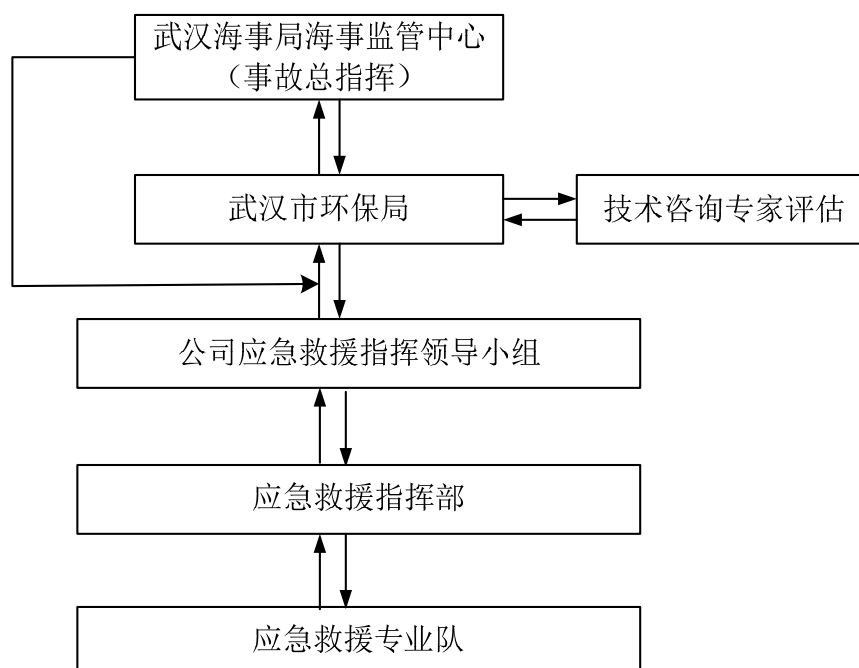 武汉海事局海事监管中心
（事故总指挥）
武汉市环保局
技术咨询专家评估
公司应急救援指挥领导小组
应急救援指挥部
应急救援专业队